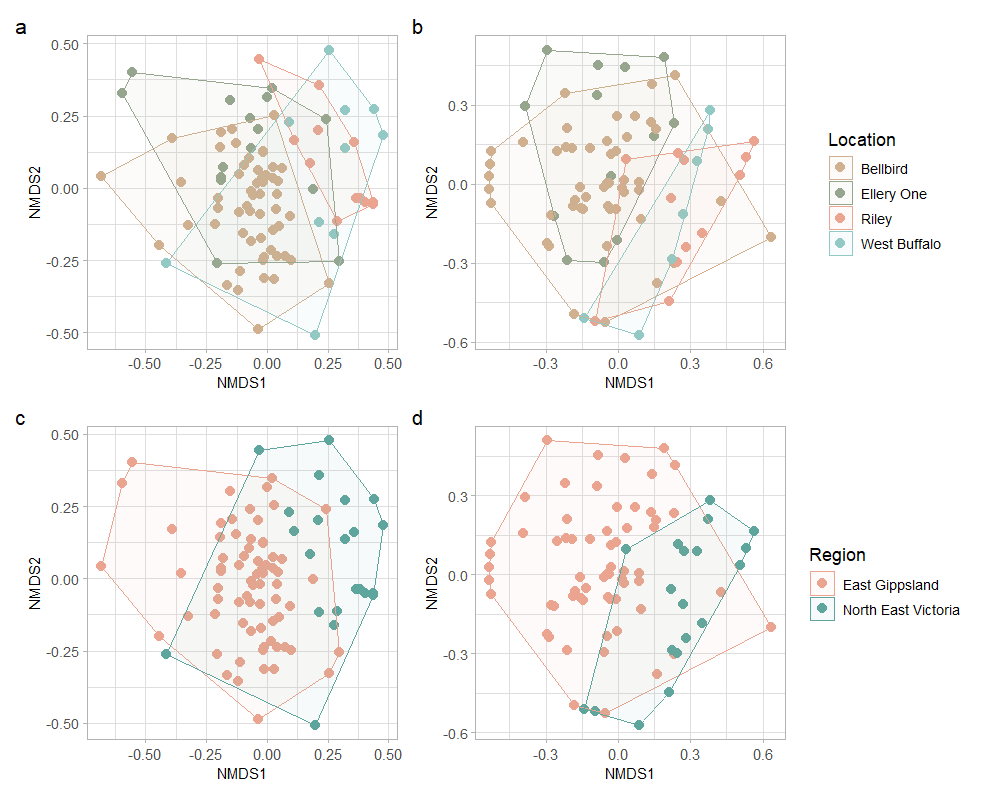 a
0.50
0.25
0.00
-0.25
-0.50
NMDS2
-0.50
-0.25
0.00
0.25
0.50
NMDS1
b
0.3
0.0
-0.3
-0.6
NMDS2
-0.3
0.0
0.3
0.6
NMDS1
Location
Bellbird
Ellery One
Riley
West Buffalo
c
0.50
0.25
0.00
-0.25
-0.50
NMDS2
-0.50
-0.25
0.00
0.25
0.50
NMDS1
d
0.3
0.0
-0.3
-0.6
NMDS2
-0.3
0.0
0.3
0.6
NMDS1
Region
East Gippsland
North East Victoria